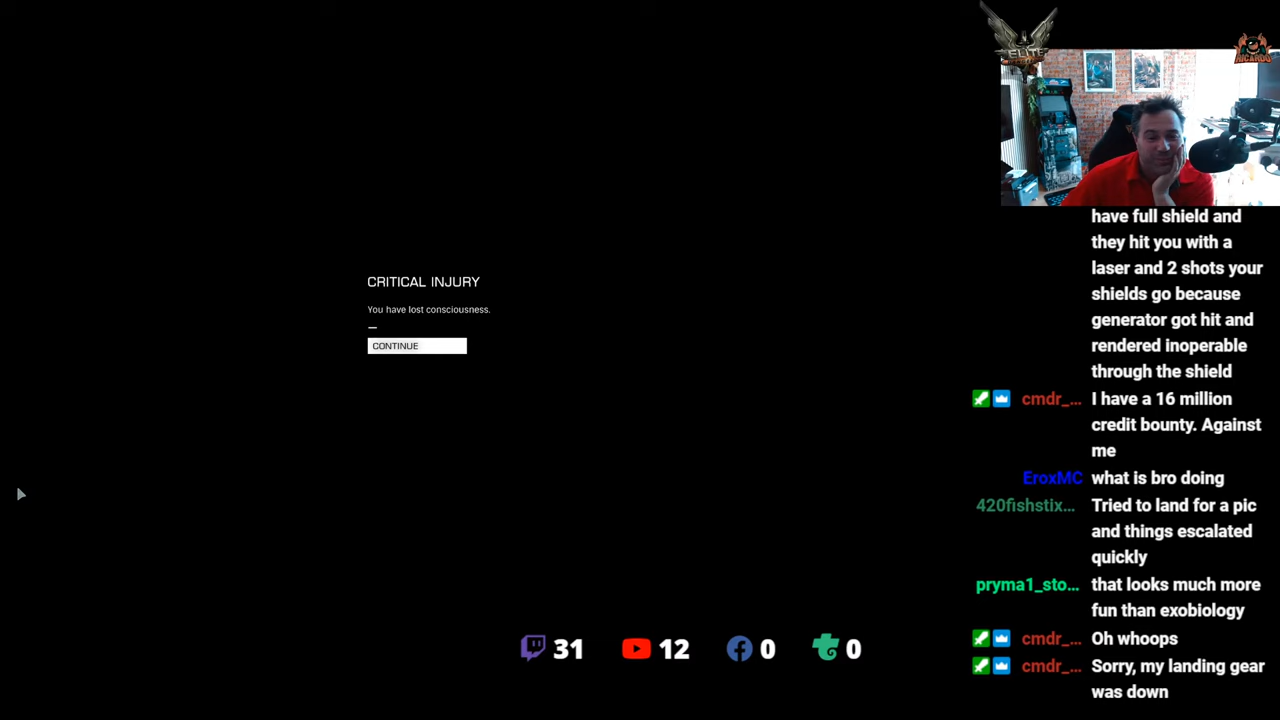 ELITE
RICARDO
CRITICAL INJURY
You have lost consciousness.
CONTINUE
have full shield and
they hit you with a
laser and 2 shots your
shields go because
generator got hit and
rendered inoperable
through the shield
cmdr_… I have a 16 million
credit bounty. Against
me
EroxMC what is bro doing
420fishstix… Tried to land for a pic
and things escalated
quickly
pryma1_sto… that looks much more
fun than exobiology
cmdr_… Oh whoops
cmdr_… Sorry, my landing gear
was down
31 12 0 0